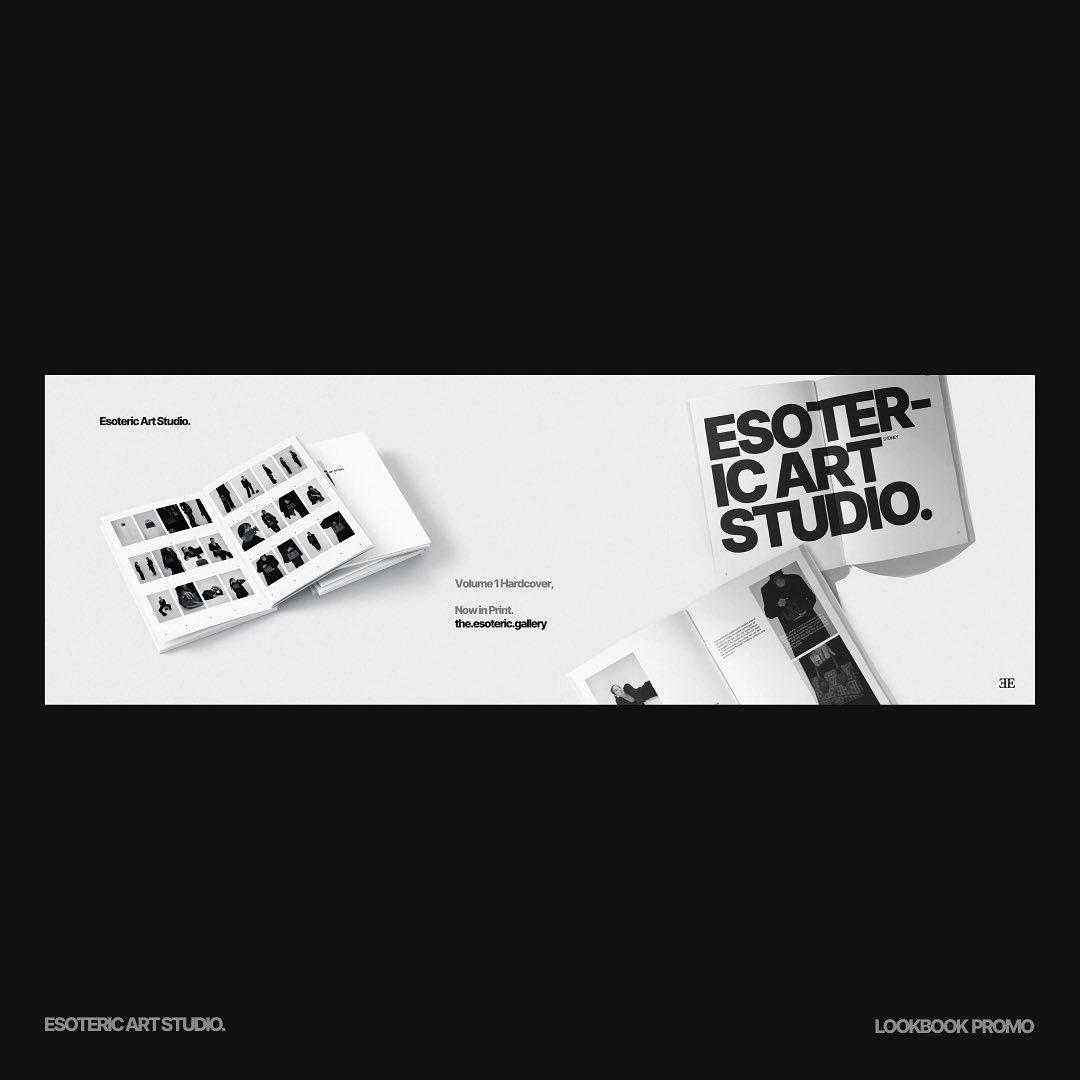 Esoteric Art Studio.
Volume 1 Hardcover,
Now in Print.
the.esoteric.gallery
ESOTER-
IC ART
SYDNEY
STUDIO.
ESOTERIC ART STUDIO.
LOOKBOOK PROMO